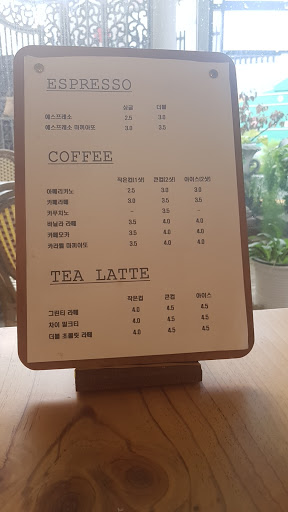 ESPRESSO
싱글 더블
에스프레소 2.5 3.0
에스프레소 마끼아또 3.0 3.5
COFFEE
작은컵(1샷) 큰컵(2샷) 아이스(2샷)
아메리카노 2.5 3.0 3.0
카페라떼 3.0 3.5 3.5
카푸치노 - 3.5 -
바닐라 라떼 3.5 4.0 4.0
카페모카 3.5 4.0 4.0
카라멜 마끼아또 3.5 4.0 4.0
TEA LATTE
작은컵 큰컵 아이스
그린티 라떼 4.0 4.5 4.5
차이 밀크티 4.0 4.5 4.5
더블 초콜릿 라떼 4.0 4.5 4.5